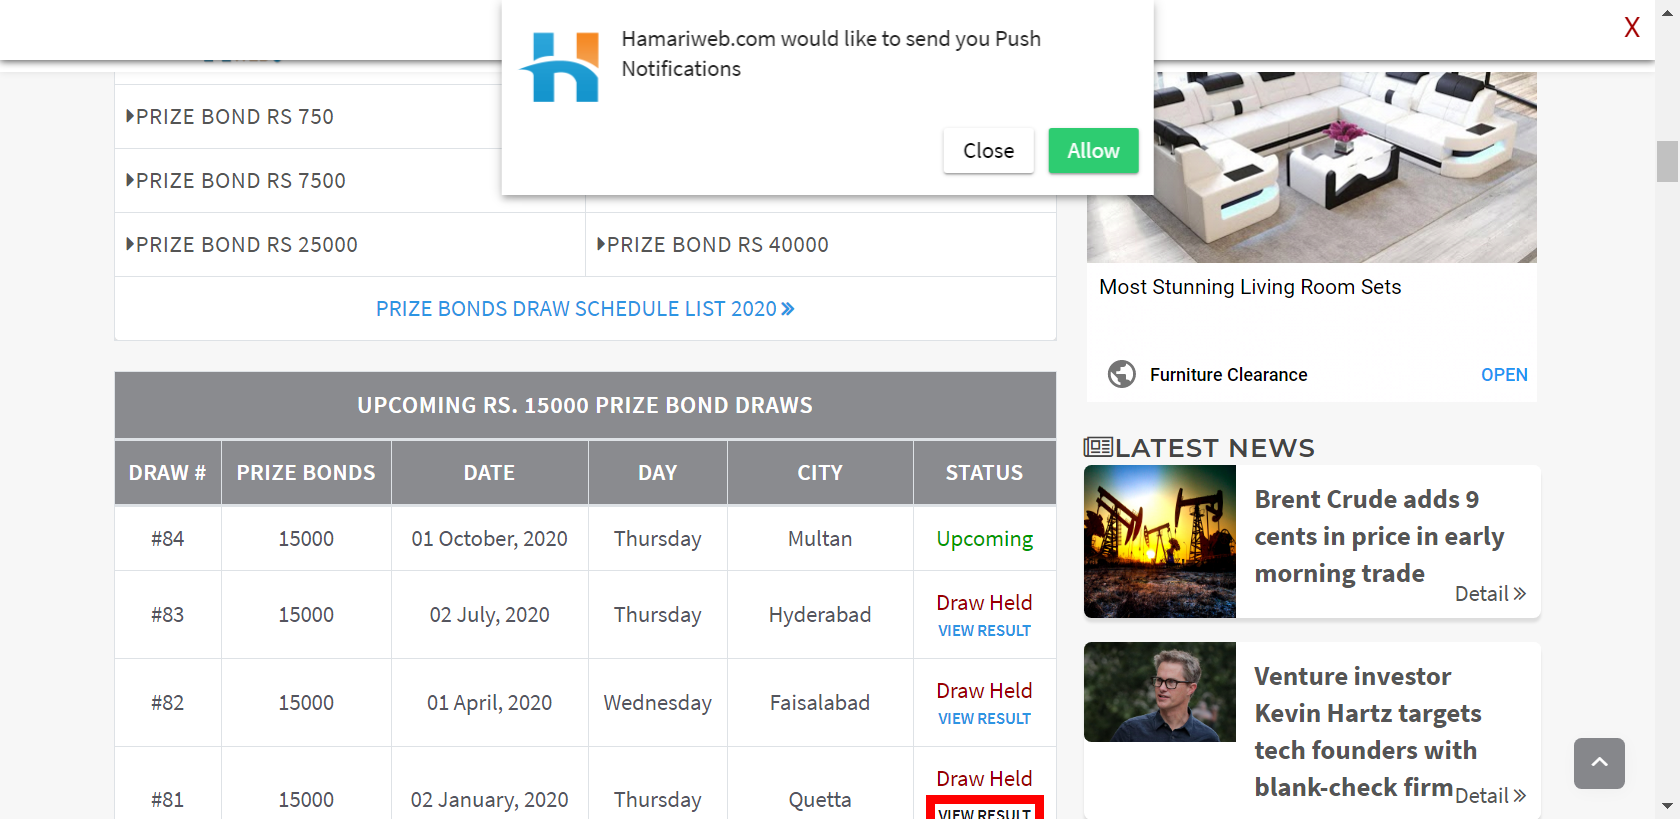 Hamariweb.com would like to send you Push
Notifications
Close
Allow
X
PRIZE BOND RS 750
PRIZE BOND RS 7500
PRIZE BOND RS 25000
PRIZE BOND RS 40000
PRIZE BONDS DRAW SCHEDULE LIST 2020
UPCOMING RS. 15000 PRIZE BOND DRAWS
DRAW # PRIZE BONDS DATE DAY CITY STATUS
#84 15000 01 October, 2020 Thursday Multan Upcoming
#83 15000 02 July, 2020 Thursday Hyderabad Draw Held
VIEW RESULT
#82 15000 01 April, 2020 Wednesday Faisalabad Draw Held
VIEW RESULT
#81 15000 02 January, 2020 Thursday Quetta Draw Held
VIEW RESULT
Most Stunning Living Room Sets
Furniture Clearance
OPEN
LATEST NEWS
Brent Crude adds 9
cents in price in early
morning trade
Detail
Venture investor
Kevin Hartz targets
tech founders with
blank-check firm
Detail